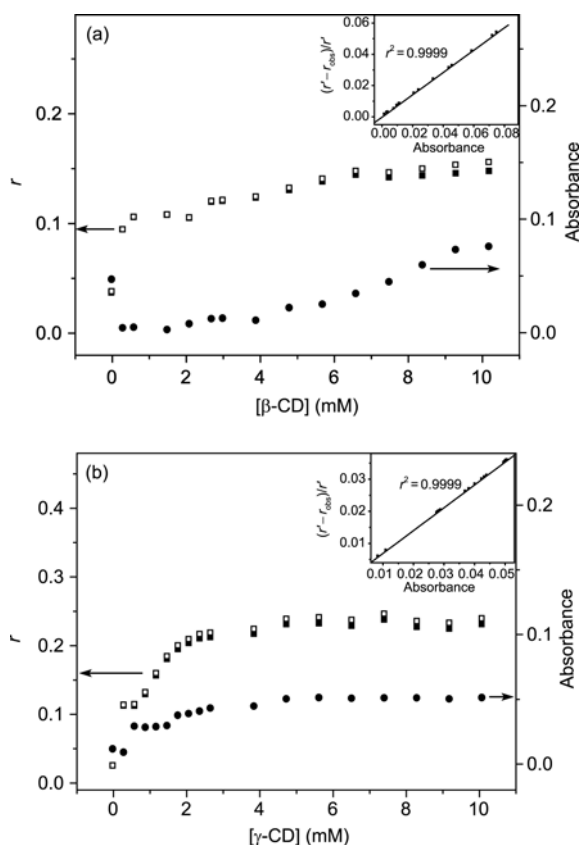 (a)
r² = 0.9999
(r' – r_obs)/r'
0.06
0.04
0.02
0.00
0.00 0.02 0.04 0.06 0.08
Absorbance
r
0.3
0.2
0.1
0.0
Absorbance
0.2
0.1
0.0
0 2 4 6 8 10
[β-CD] (mM)
(b)
r² = 0.9999
(r' – r_obs)/r'
0.03
0.02
0.01
0.01 0.02 0.03 0.04 0.05
Absorbance
r
0.4
0.3
0.2
0.1
0.0
Absorbance
0.2
0.1
0.0
0 2 4 6 8 10
[γ-CD] (mM)